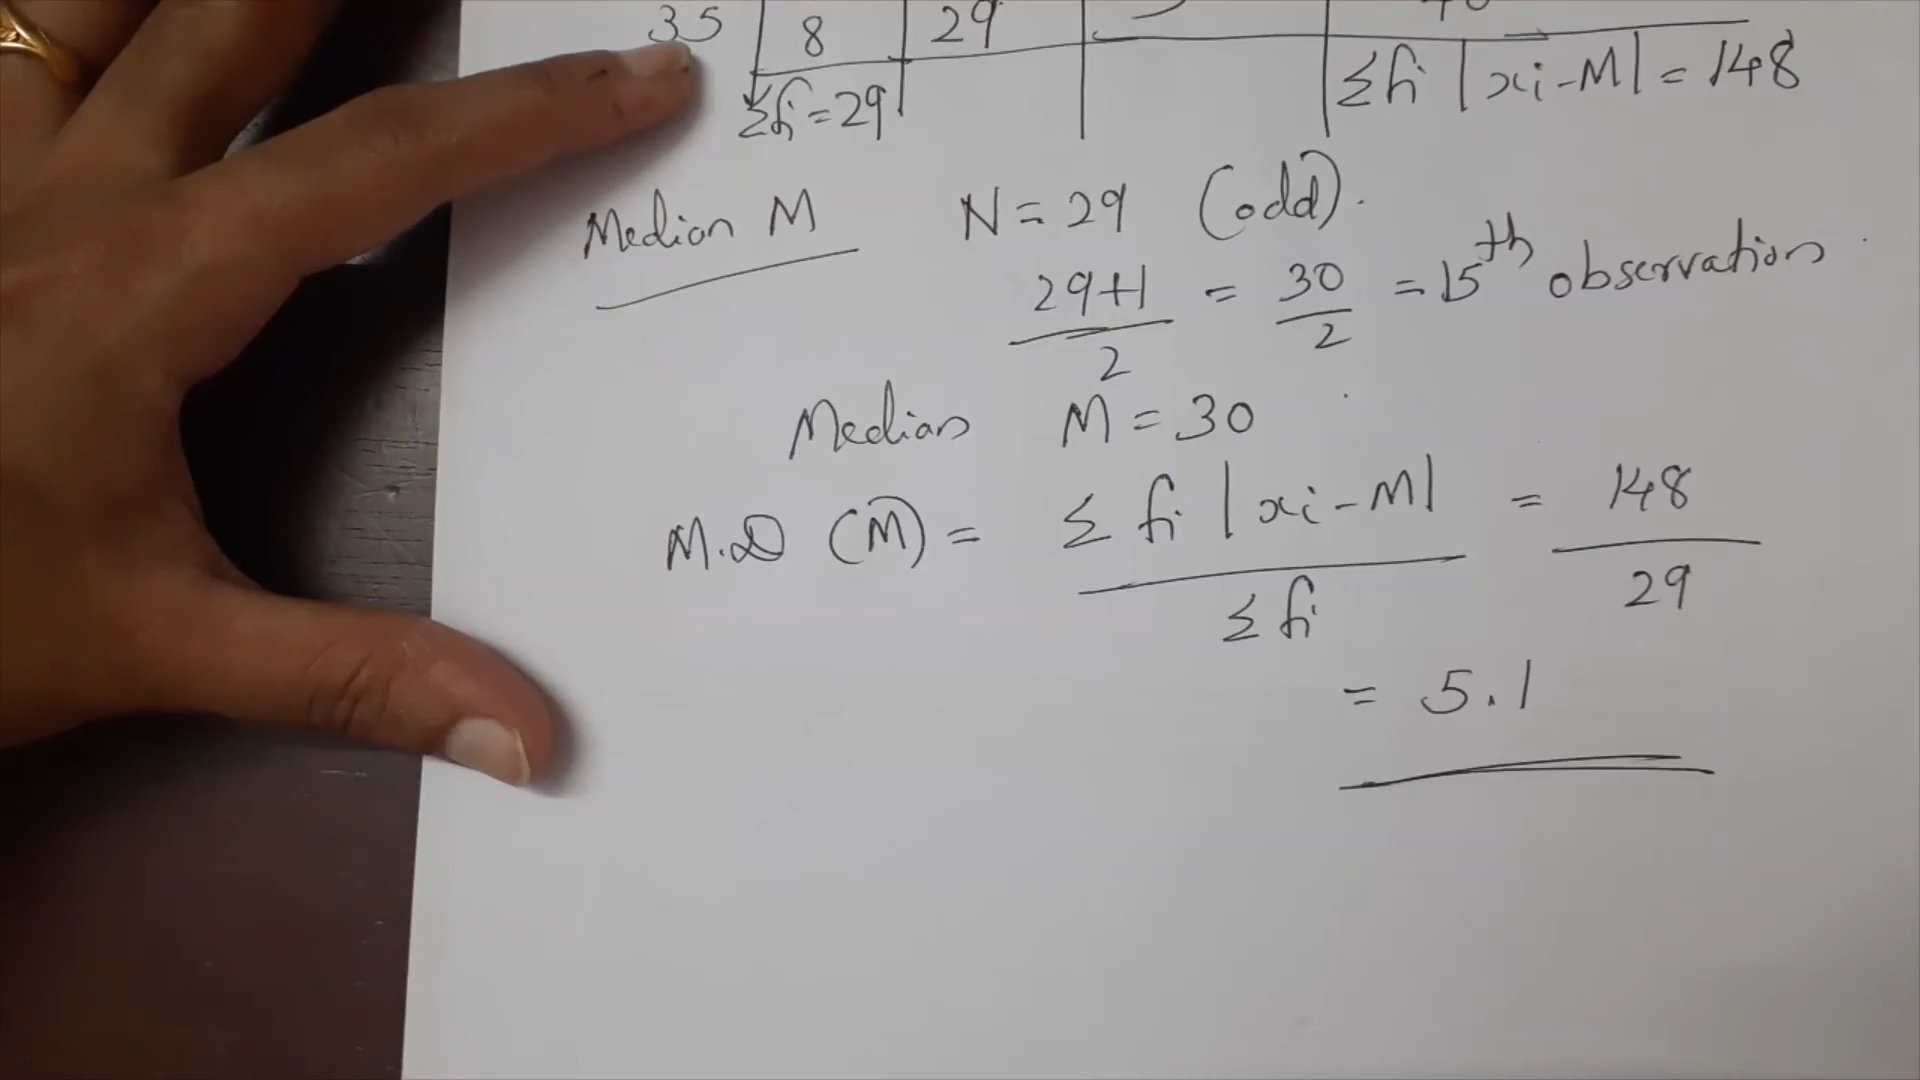 35 8 29
Σfi = 29 Σfi |xi-M| = 148
Median M N = 29 (odd).
29+1 / 2 = 30 / 2 = 15th observation
Median M = 30
M.D (M) = Σfi |xi-M| / Σfi = 148 / 29
= 5.1